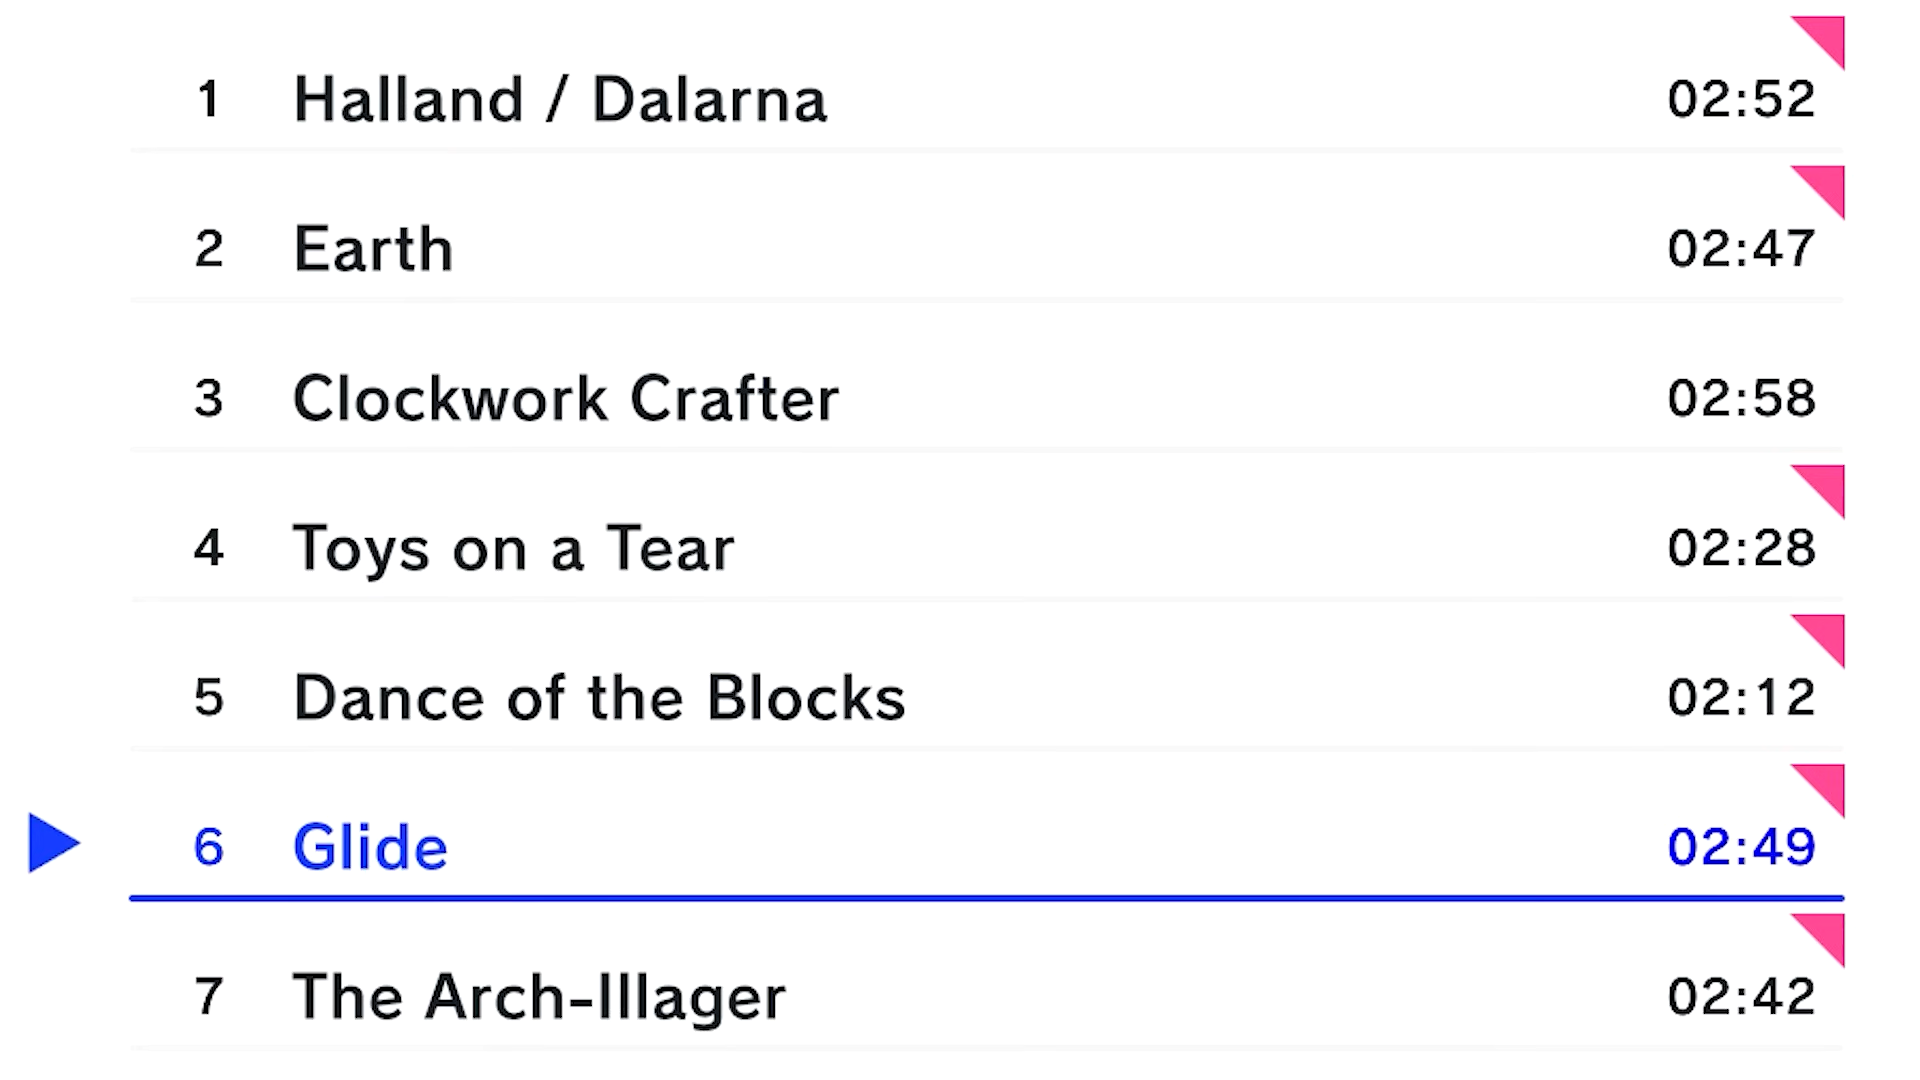 1 Halland / Dalarna 02:52
2 Earth 02:47
3 Clockwork Crafter 02:58
4 Toys on a Tear 02:28
5 Dance of the Blocks 02:12
6 Glide 02:49
7 The Arch-Illager 02:42